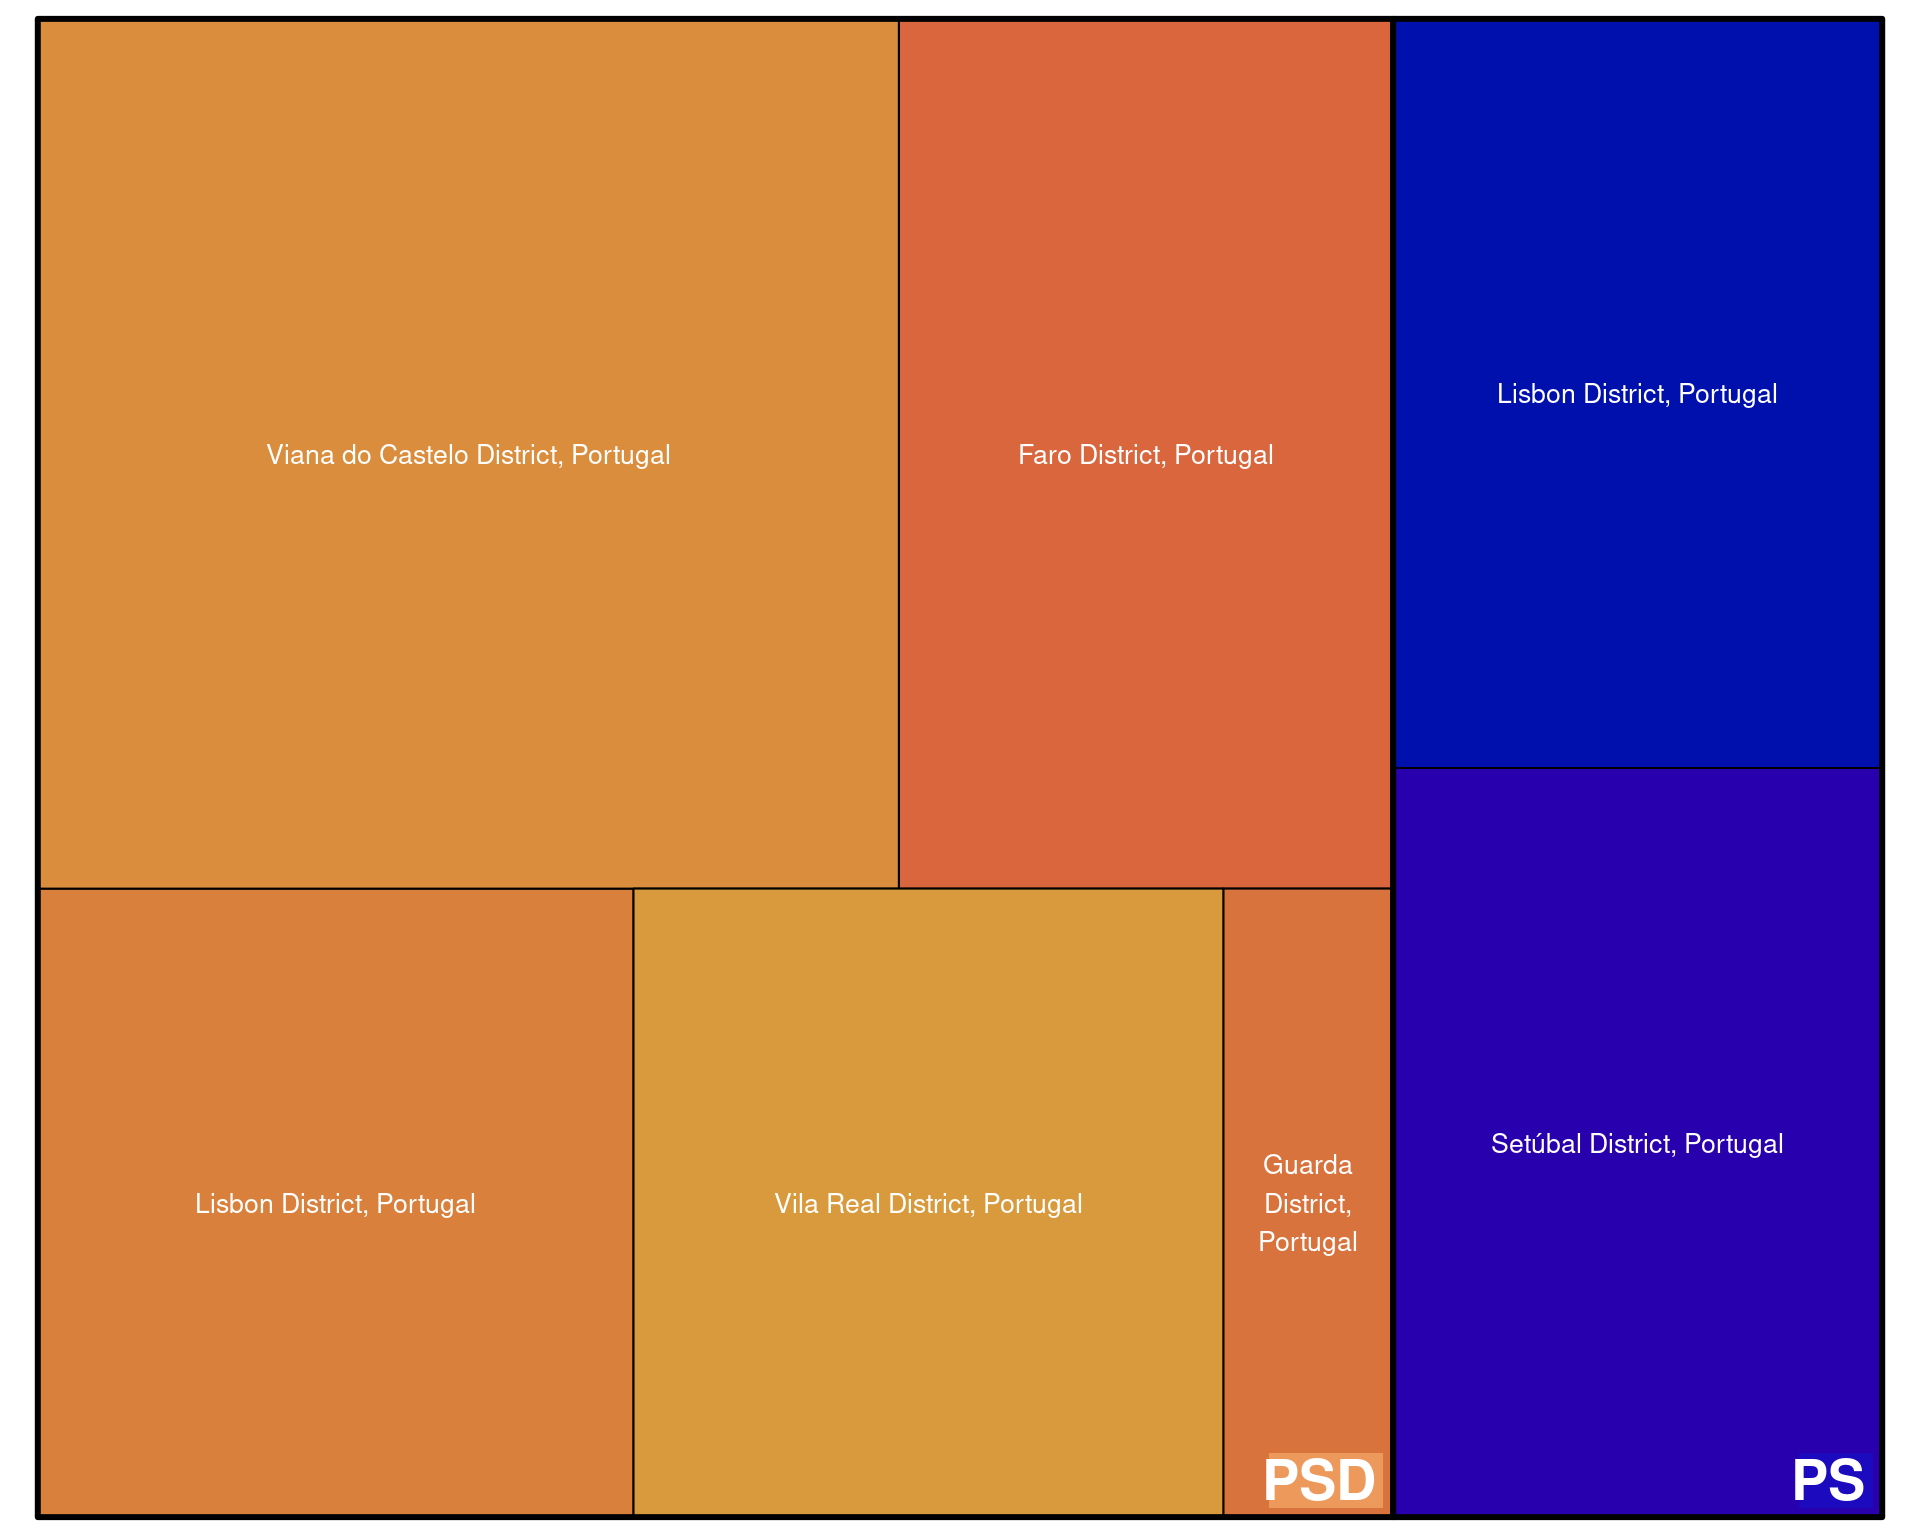 Viana do Castelo District, Portugal
Faro District, Portugal
Lisbon District, Portugal
Lisbon District, Portugal
Vila Real District, Portugal
Guarda
District,
Portugal
Setúbal District, Portugal
PSD
PS